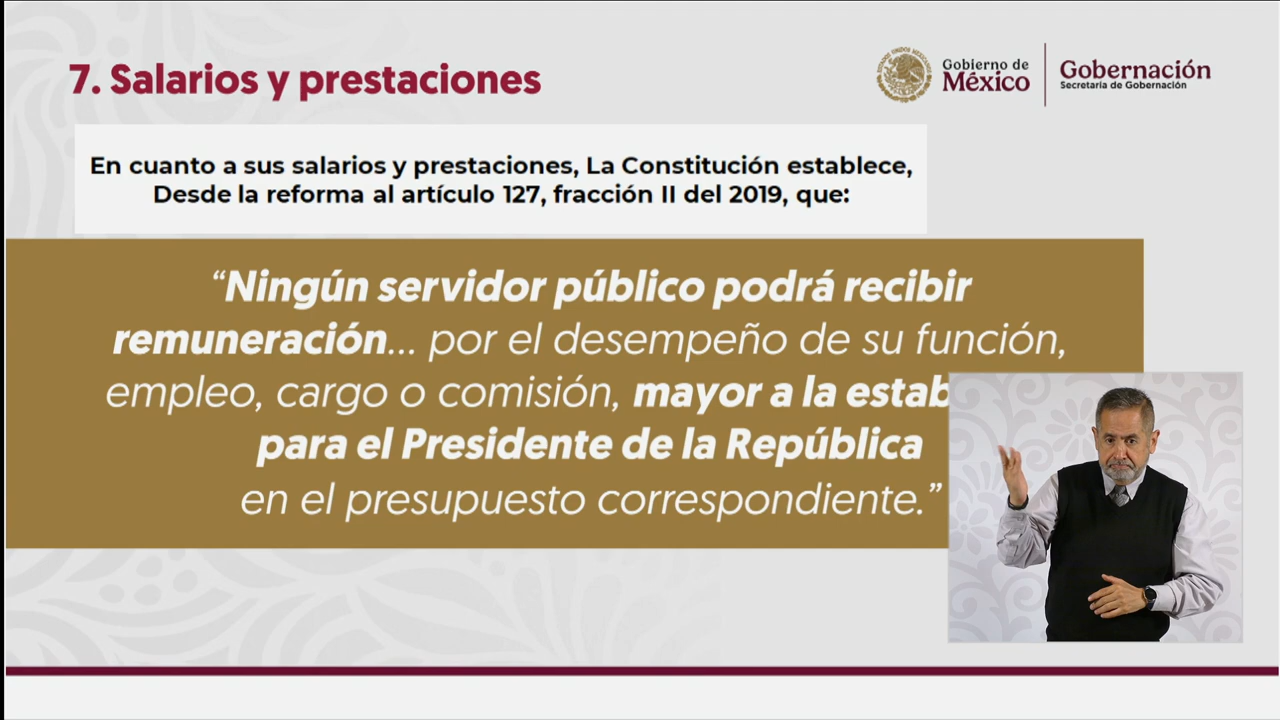 7. Salarios y prestaciones
Gobierno de
México
Gobernación
Secretaría de Gobernación
En cuanto a sus salarios y prestaciones, La Constitución establece,
Desde la reforma al artículo 127, fracción II del 2019, que:
“Ningún servidor público podrá recibir
remuneración... por el desempeño de su función,
empleo, cargo o comisión, mayor a la estab
para el Presidente de la República
en el presupuesto correspondiente.”